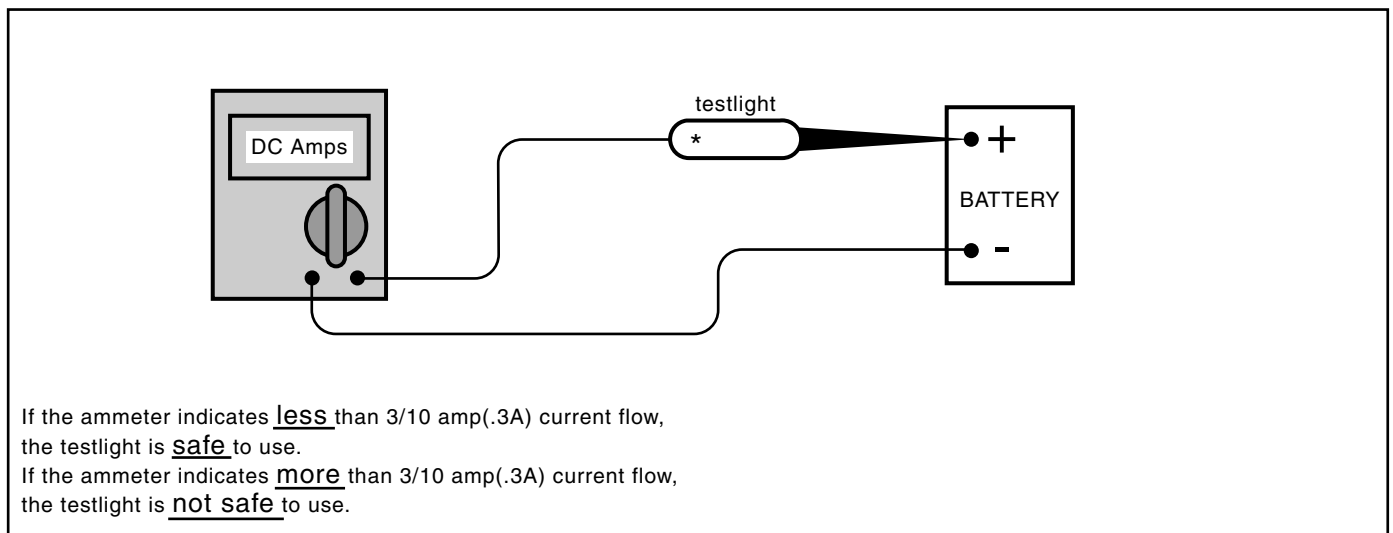 testlight
DC Amps
*
+
BATTERY
-
If the ammeter indicates less than 3/10 amp(.3A) current flow,
the testlight is safe to use.
If the ammeter indicates more than 3/10 amp(.3A) current flow,
the testlight is not safe to use.